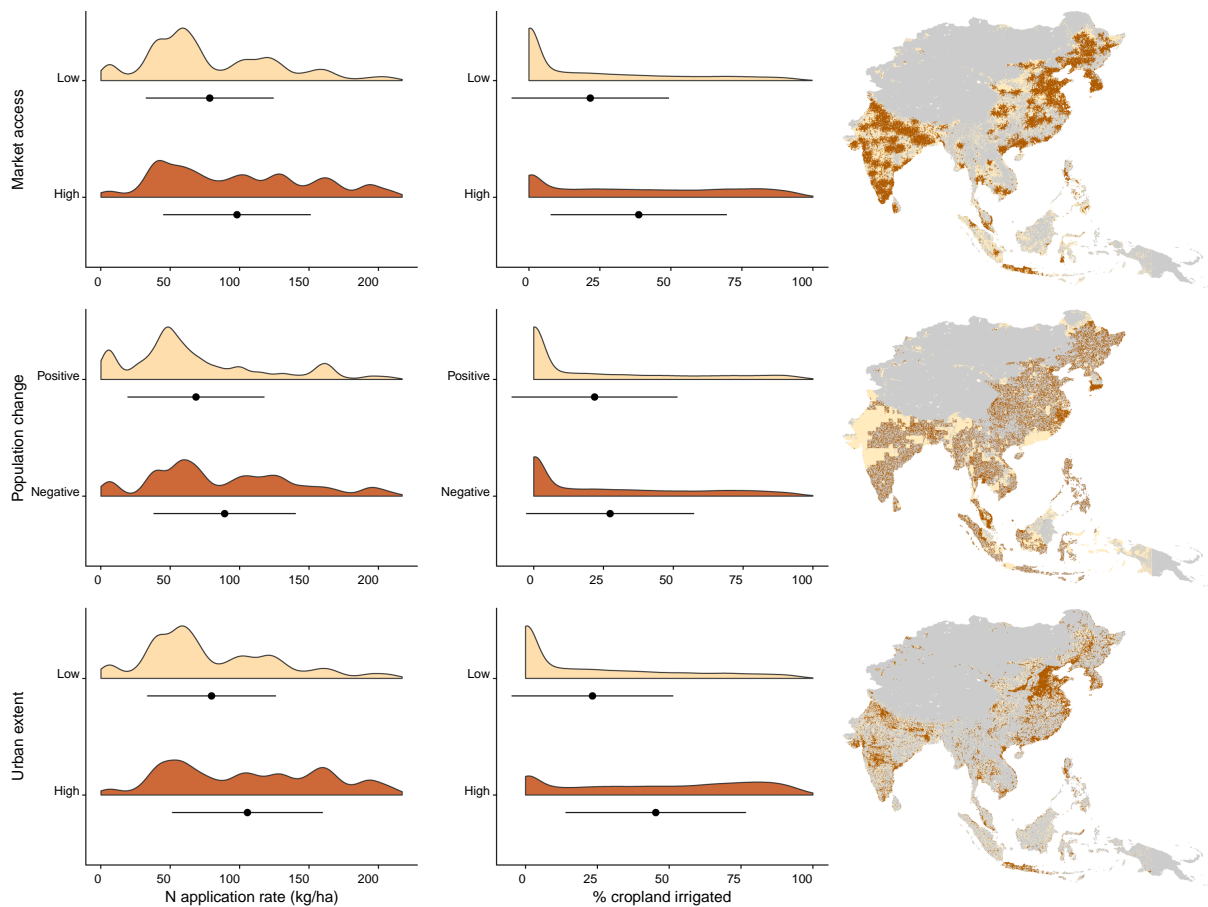 Market access
Low
High
0 50 100 150 200
Low
High
0 25 50 75 100
Population change
Positive
Negative
0 50 100 150 200
Positive
Negative
0 25 50 75 100
Urban extent
Low
High
0 50 100 150 200
N application rate (kg/ha)
Low
High
0 25 50 75 100
% cropland irrigated